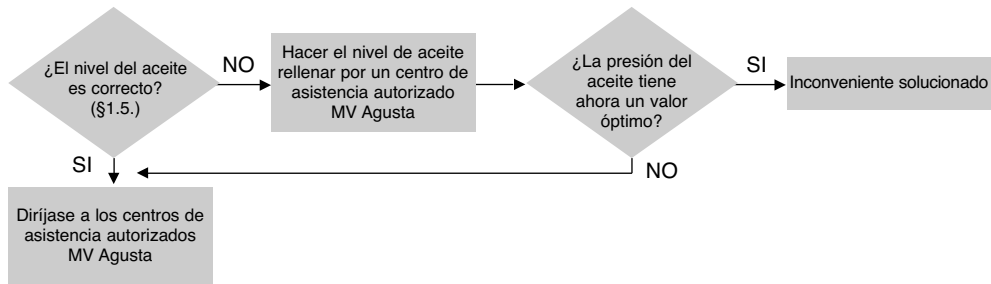 ¿El nivel del aceite
es correcto?
(§1.5.)
NO
Hacer el nivel de aceite
rellenar por un centro de
asistencia autorizado
MV Agusta
¿La presión del
aceite tiene
ahora un valor
óptimo?
SI
Inconveniente solucionado
SI
NO
Diríjase a los centros de
asistencia autorizados
MV Agusta